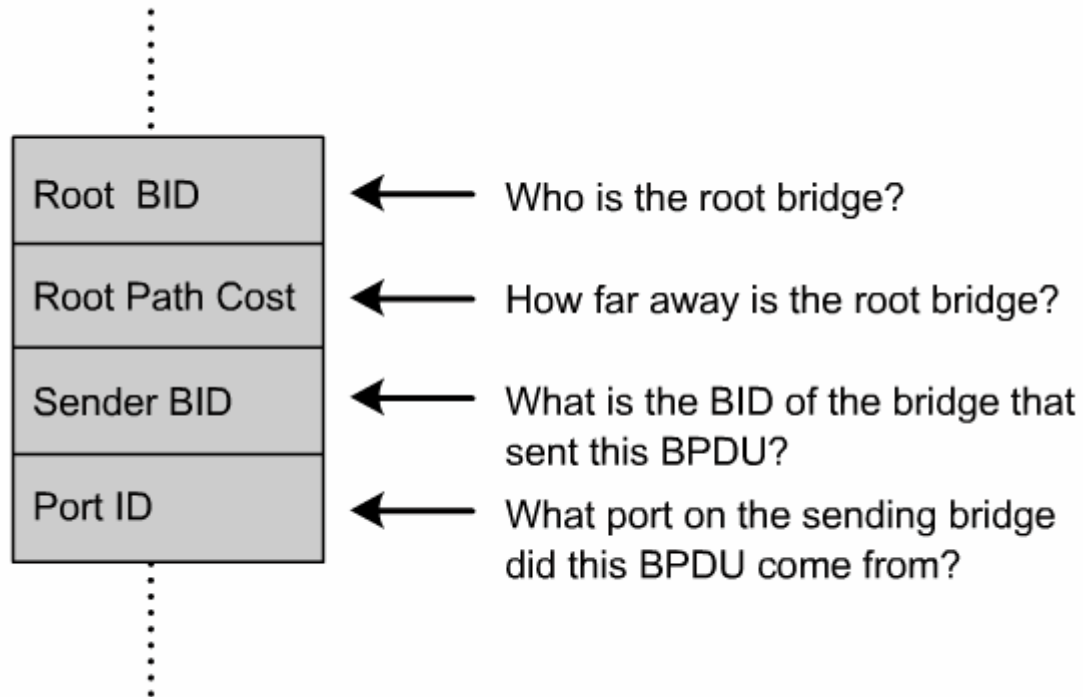 Root BID
Who is the root bridge?
Root Path Cost
How far away is the root bridge?
Sender BID
What is the BID of the bridge that
sent this BPDU?
Port ID
What port on the sending bridge
did this BPDU come from?